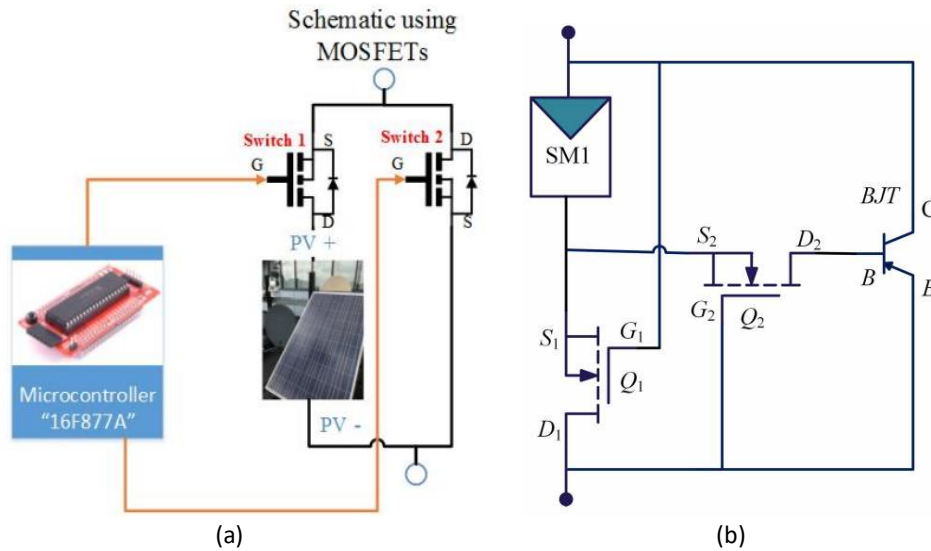 Schematic using
MOSFETs
Switch 1
S
G
D
Switch 2
D
G
S
PV +
PV -
Microcontroller
“16F877A”
(a)
SM1
BJT
C
B
E
S₂
D₂
G₂
Q₂
S₁
G₁
Q₁
D₁
(b)